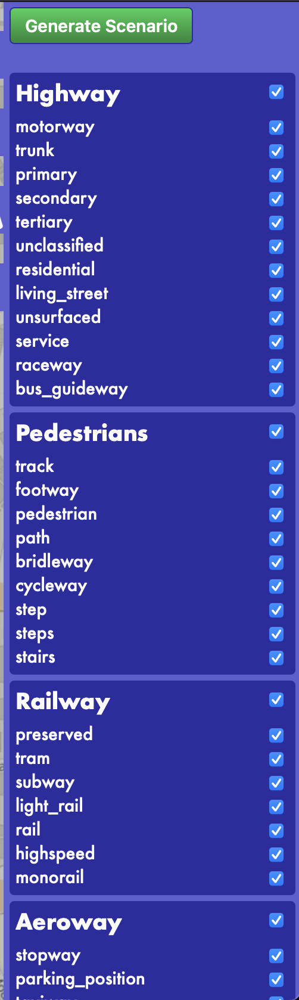 Generate Scenario
Highway
motorway
trunk
primary
secondary
tertiary
unclassified
residential
living_street
unsurfaced
service
raceway
bus_guideway
Pedestrians
track
footway
pedestrian
path
bridleway
cycleway
step
steps
stairs
Railway
preserved
tram
subway
light_rail
rail
highspeed
monorail
Aeroway
stopway
parking_position